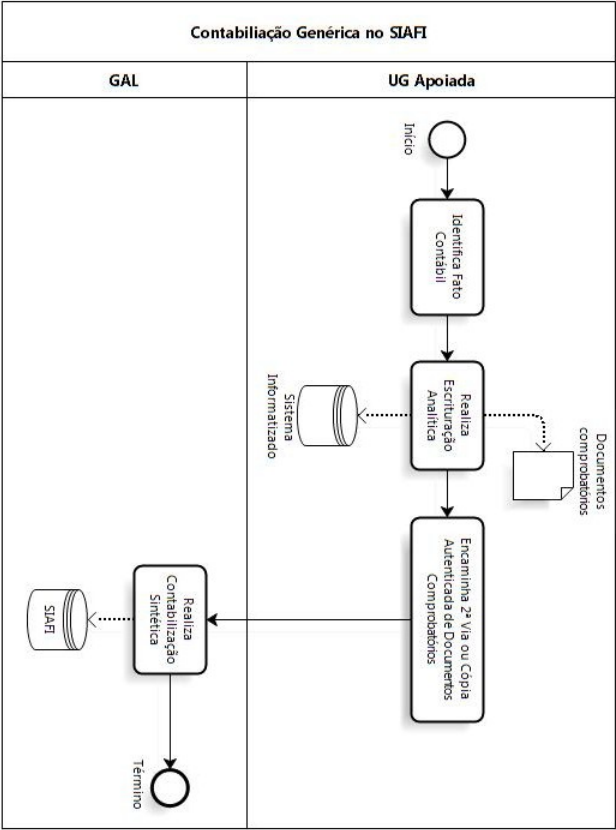 Contabiliação Genérica no SIAFI
GAL
UG Apoiada
Início
Identifica Fato
Contábil
Realiza
Escrituração
Analítica
Sistema
Informatizado
Documentos
comprobatórios
Encaminha 2ª Via ou Cópia
Autenticada de Documentos
Comprobatórios
Realiza
Contabilização
Sintética
SIAFI
Término